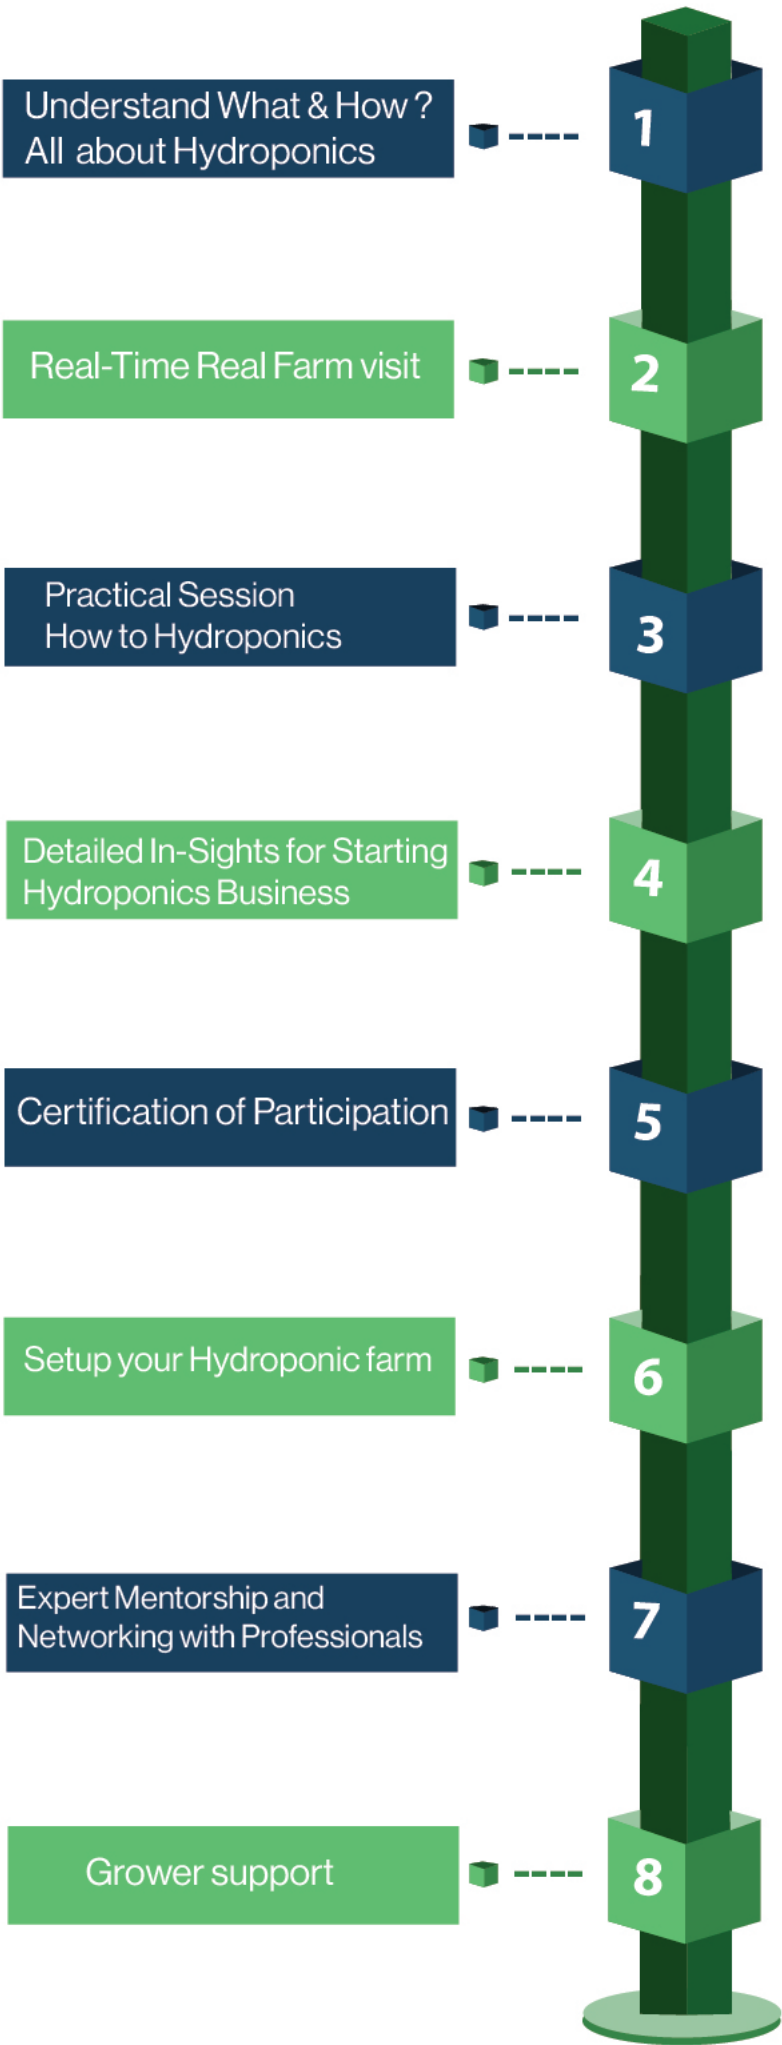 Understand What & How ?
All about Hydroponics
1
Real-Time Real Farm visit
2
Practical Session
How to Hydroponics
3
Detailed In-Sights for Starting
Hydroponics Business
4
Certification of Participation
5
Setup your Hydroponic farm
6
Expert Mentorship and
Networking with Professionals
7
Grower support
8